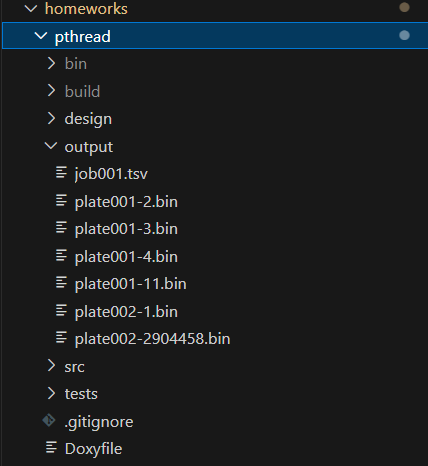 homeworks
pthread
bin
build
design
output
job001.tsv
plate001-2.bin
plate001-3.bin
plate001-4.bin
plate001-11.bin
plate002-1.bin
plate002-2904458.bin
src
tests
.gitignore
Doxyfile